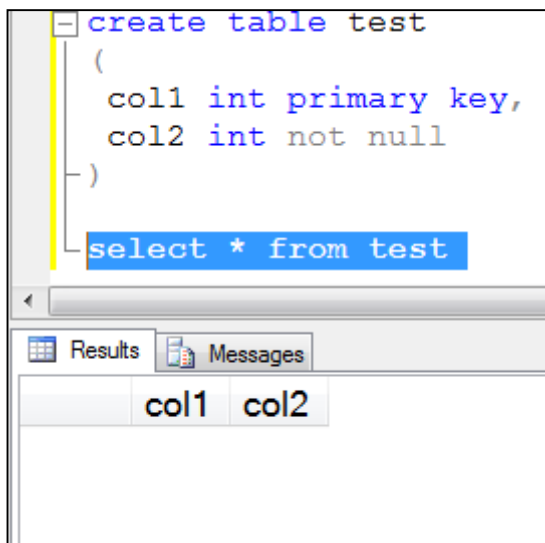 create table test
(
col1 int primary key,
col2 int not null
)
select * from test
Results Messages
col1 col2